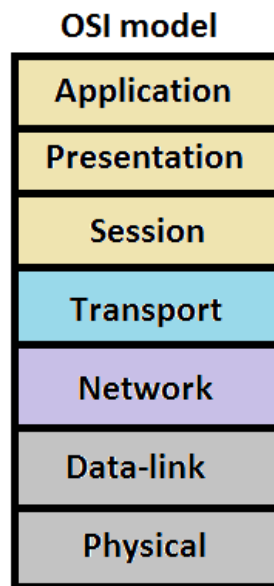 OSI model
Application
Presentation
Session
Transport
Network
Data-link
Physical